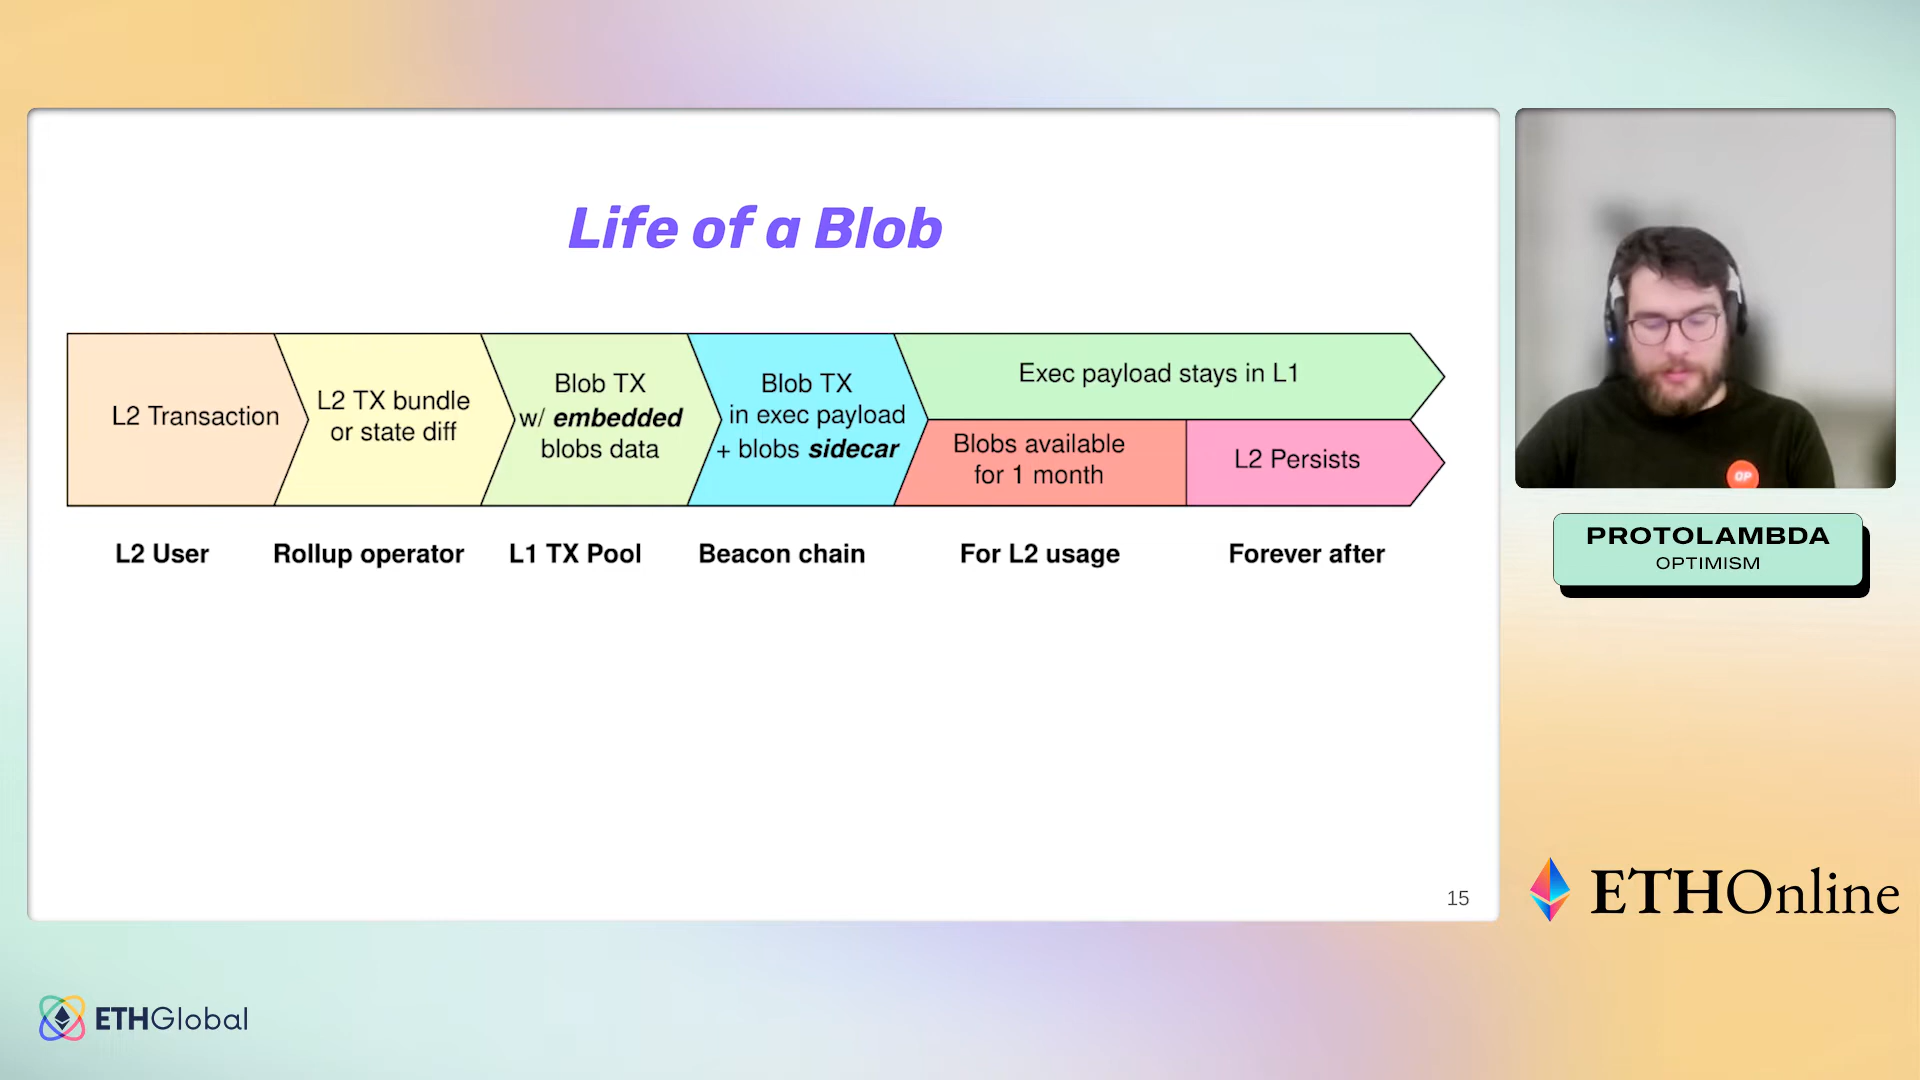 Life of a Blob
L2 Transaction
L2 TX bundle
or state diff
Blob TX
w/ embedded
blobs data
Blob TX
in exec payload
+ blobs sidecar
Exec payload stays in L1
Blobs available
for 1 month
L2 Persists
L2 User
Rollup operator
L1 TX Pool
Beacon chain
For L2 usage
Forever after
15
OP
PROTOLAMBDA
OPTIMISM
ETHOnline
ETHGlobal